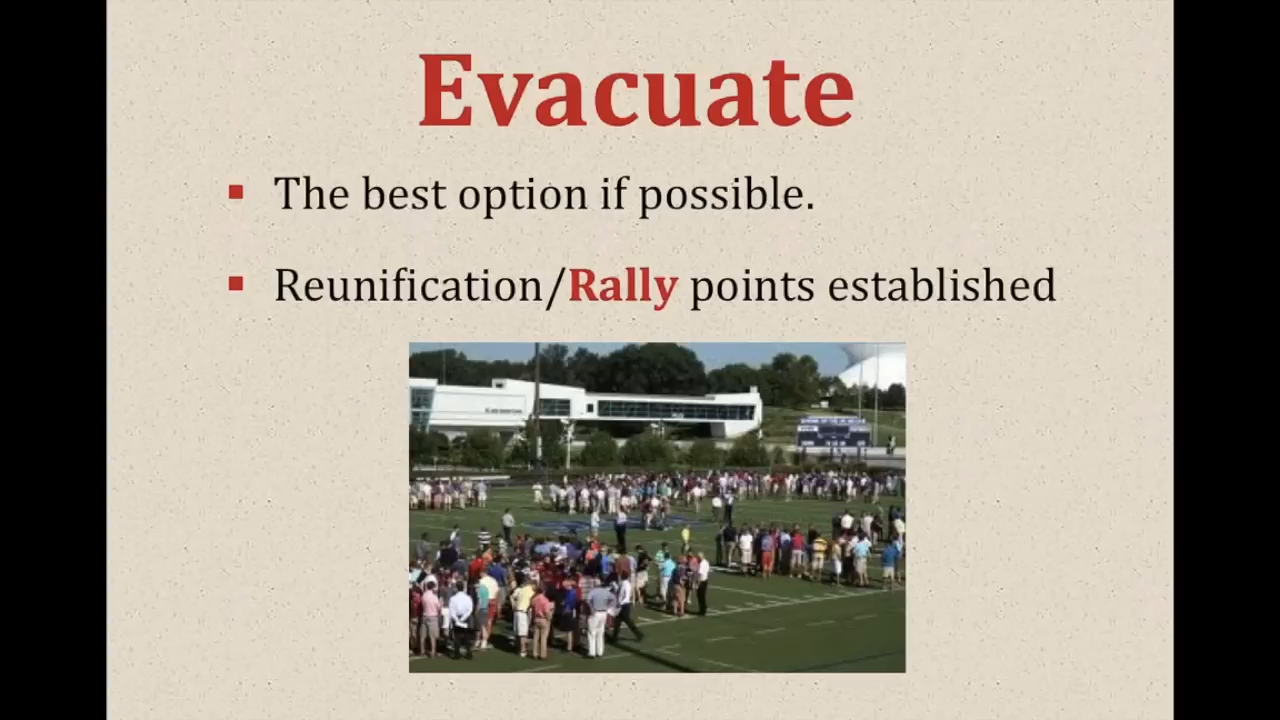 Evacuate
▪ The best option if possible.
▪ Reunification/Rally points established